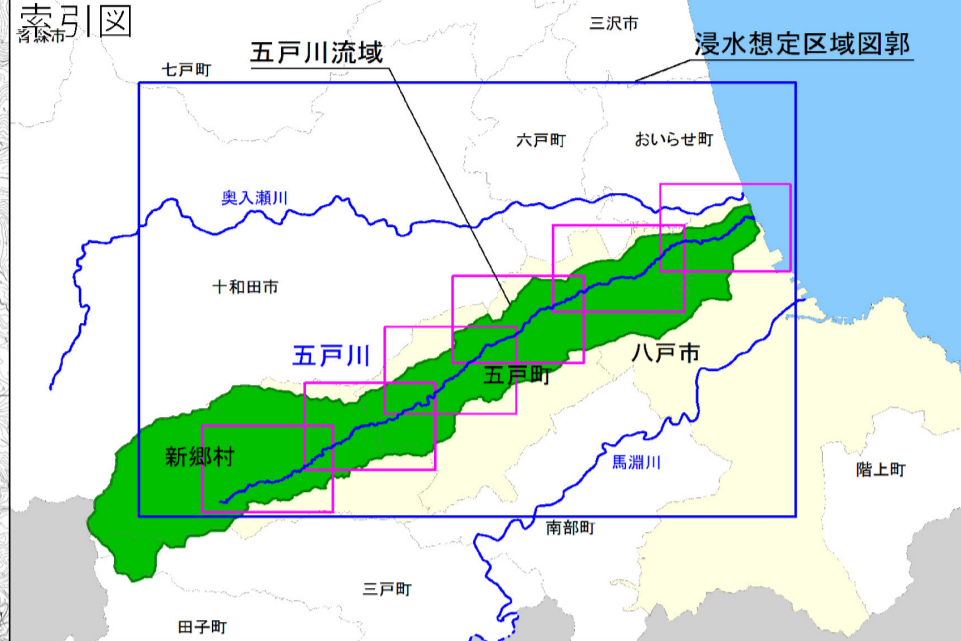 索引図
青森市
三沢市
五戸川流域
浸水想定区域図郭
七戸町
六戸町
おいらせ町
奥入瀬川
十和田市
五戸川
八戸市
五戸町
新郷村
馬淵川
階上町
南部町
三戸町
田子町